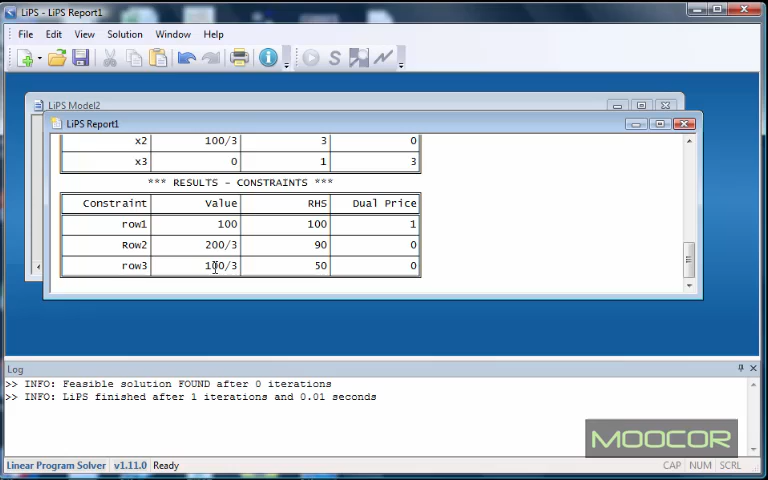 LiPS - LiPS Report1
File Edit View Solution Window Help
LiPS Model2
LiPS Report1
x2 100/3 3 0
x3 0 1 3
*** RESULTS - CONSTRAINTS ***
Constraint Value RHS Dual Price
row1 100 100 1
Row2 200/3 90 0
row3 100/3 50 0
Log
>> INFO: Feasible solution FOUND after 0 iterations
>> INFO: LiPS finished after 1 iterations and 0.01 seconds
MOOCOR
Linear Program Solver v1.11.0 Ready CAP NUM SCRL